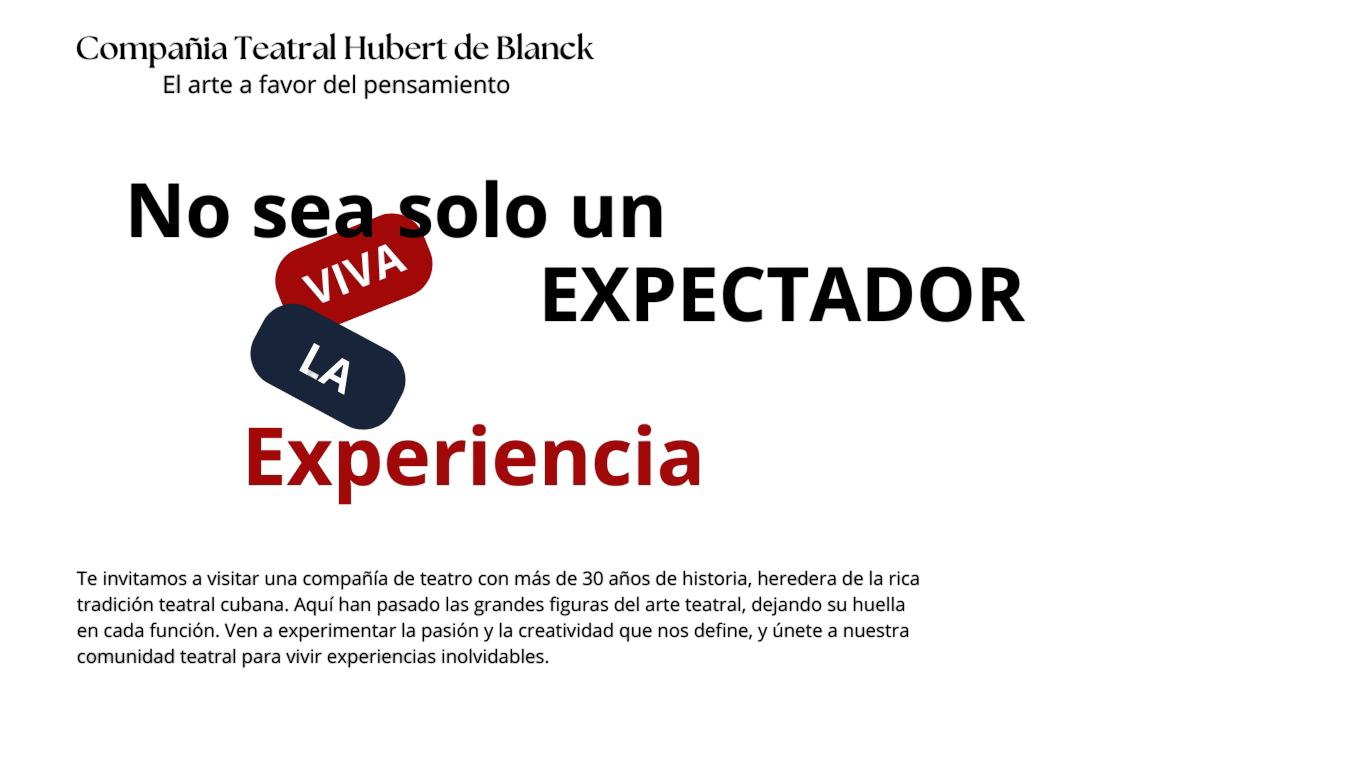 Compañia Teatral Hubert de Blanck
El arte a favor del pensamiento
No sea solo un
VIVA
EXPECTADOR
LA
Experiencia
Te invitamos a visitar una compañía de teatro con más de 30 años de historia, heredera de la rica
tradición teatral cubana. Aquí han pasado las grandes figuras del arte teatral, dejando su huella
en cada función. Ven a experimentar la pasión y la creatividad que nos define, y únete a nuestra
comunidad teatral para vivir experiencias inolvidables.